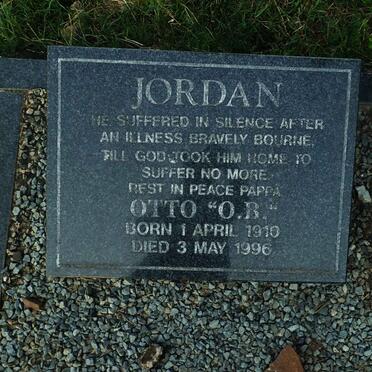 JORDAN
HE SUFFERED IN SILENCE AFTER
AN ILLNESS BRAVELY BOURNE,
TILL GOD TOOK HIM HOME TO
SUFFER NO MORE
REST IN PEACE PAPPA
OTTO "O.B."
BORN 1 APRIL 1910
DIED 3 MAY 1996